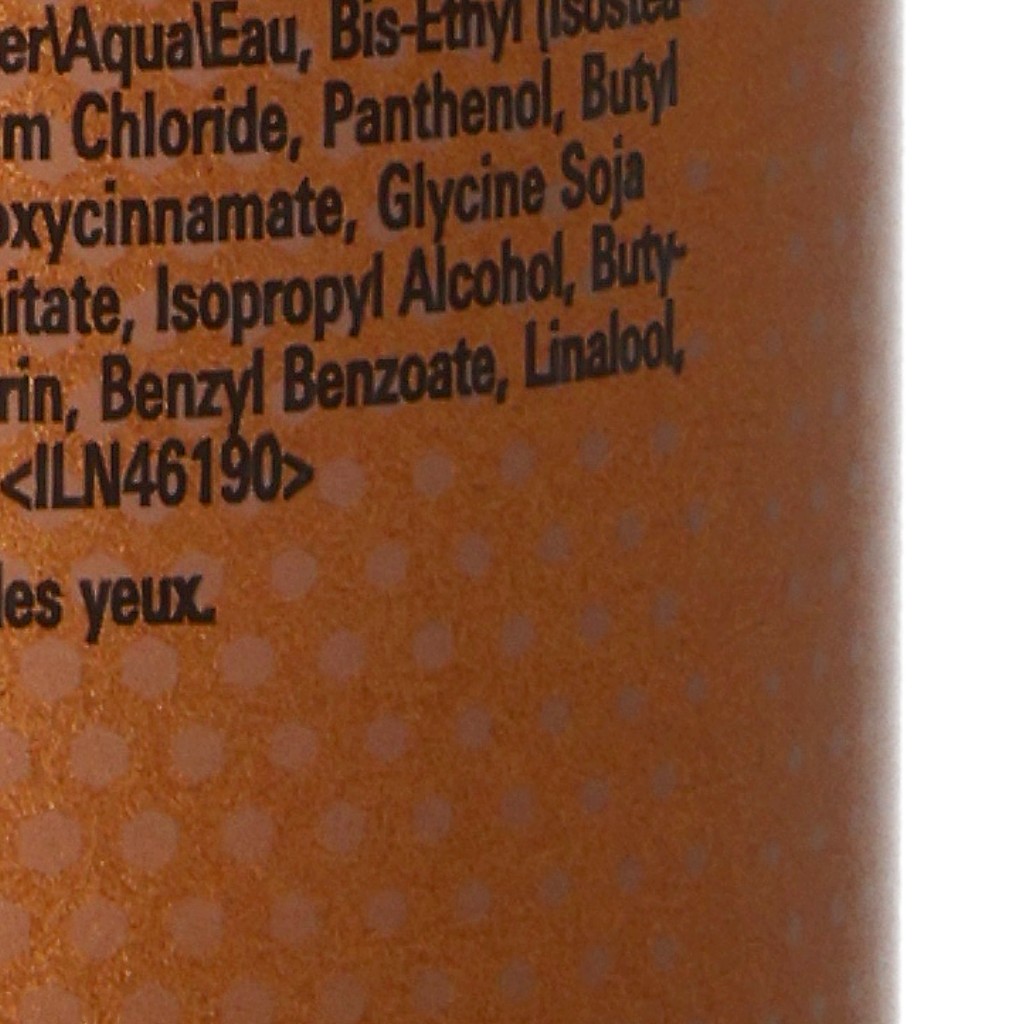 er\Aqua\Eau, Bis-Ethyl (Isostea-
m Chloride, Panthenol, Butyl
oxycinnamate, Glycine Soja
itate, Isopropyl Alcohol, Buty-
rin, Benzyl Benzoate, Linalool,
<ILN46190>
les yeux.